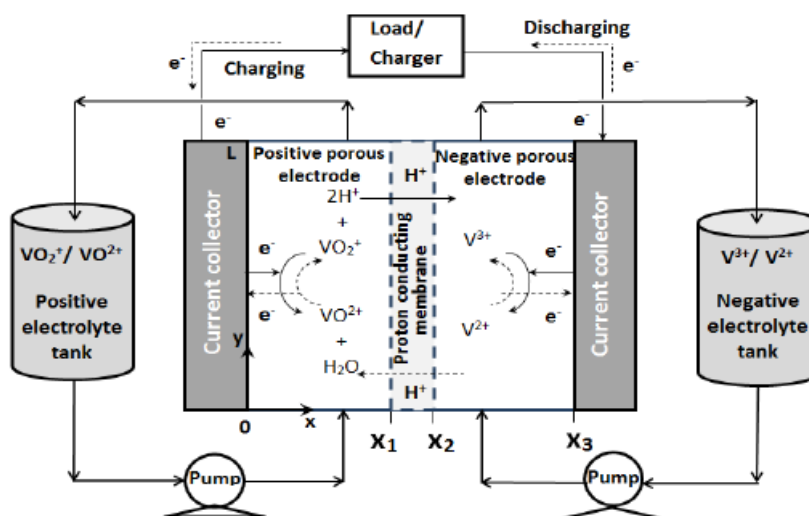 Load/
Charger
Discharging
e⁻
Charging
e⁻
e⁻
e⁻
L
Positive porous
electrode
H⁺
Negative porous
electrode
2H⁺
+
VO₂⁺
V³⁺
e⁻
e⁻
VO²⁺
V²⁺
e⁻
e⁻
+
H₂O
H⁺
Current collector
Proton conducting
membrane
Current collector
VO₂⁺/ VO²⁺
Positive
electrolyte
tank
V³⁺/ V²⁺
Negative
electrolyte
tank
y
x
0
X₁
X₂
X₃
Pump
Pump